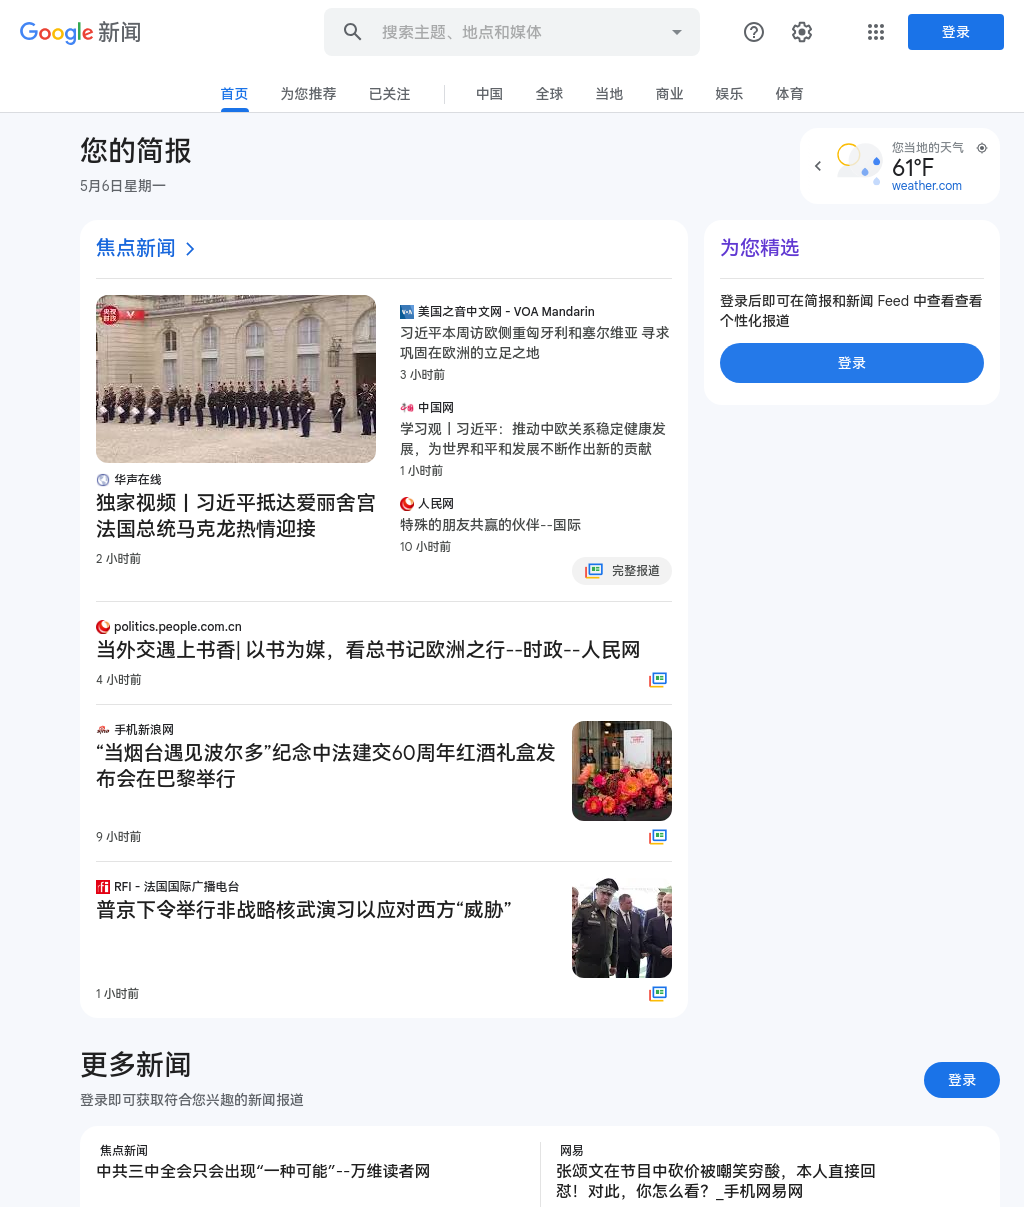 Google 新闻
搜索主题、地点和媒体
登录
首页
为您推荐
已关注
中国
全球
当地
商业
娱乐
体育
您的简报
5月6日星期一
您当地的天气
61°F
weather.com
焦点新闻
央视
时政
华声在线
独家视频丨习近平抵达爱丽舍宫
法国总统马克龙热情迎接
2 小时前
美国之音中文网 - VOA Mandarin
习近平本周访欧侧重匈牙利和塞尔维亚 寻求
巩固在欧洲的立足之地
3 小时前
中国网
学习观丨习近平：推动中欧关系稳定健康发
展，为世界和平和发展不断作出新的贡献
1 小时前
人民网
特殊的朋友共赢的伙伴--国际
10 小时前
完整报道
politics.people.com.cn
当外交遇上书香| 以书为媒，看总书记欧洲之行--时政--人民网
4 小时前
手机新浪网
“当烟台遇见波尔多”纪念中法建交60周年红酒礼盒发
布会在巴黎举行
9 小时前
RFI - 法国国际广播电台
普京下令举行非战略核武演习以应对西方“威胁”
1 小时前
为您精选
登录后即可在简报和新闻 Feed 中查看查看
个性化报道
登录
更多新闻
登录即可获取符合您兴趣的新闻报道
登录
焦点新闻
中共三中全会只会出现“一种可能”--万维读者网
网易
张颂文在节目中砍价被嘲笑穷酸，本人直接回
怼！对此，你怎么看？_手机网易网